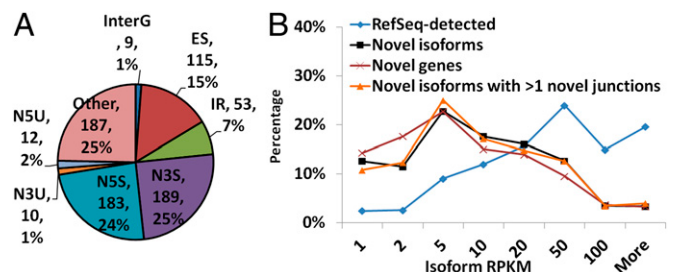 A
InterG
, 9,
1%
ES,
115,
15%
IR, 53,
7%
N3S,
189,
25%
N5S,
183,
24%
N3U,
10,
1%
N5U,
12,
2%
Other,
187,
25%
B
RefSeq-detected
Novel isoforms
Novel genes
Novel isoforms with >1 novel junctions
Percentage
40%
30%
20%
10%
0%
1
2
5
10
20
50
100
More
Isoform RPKM